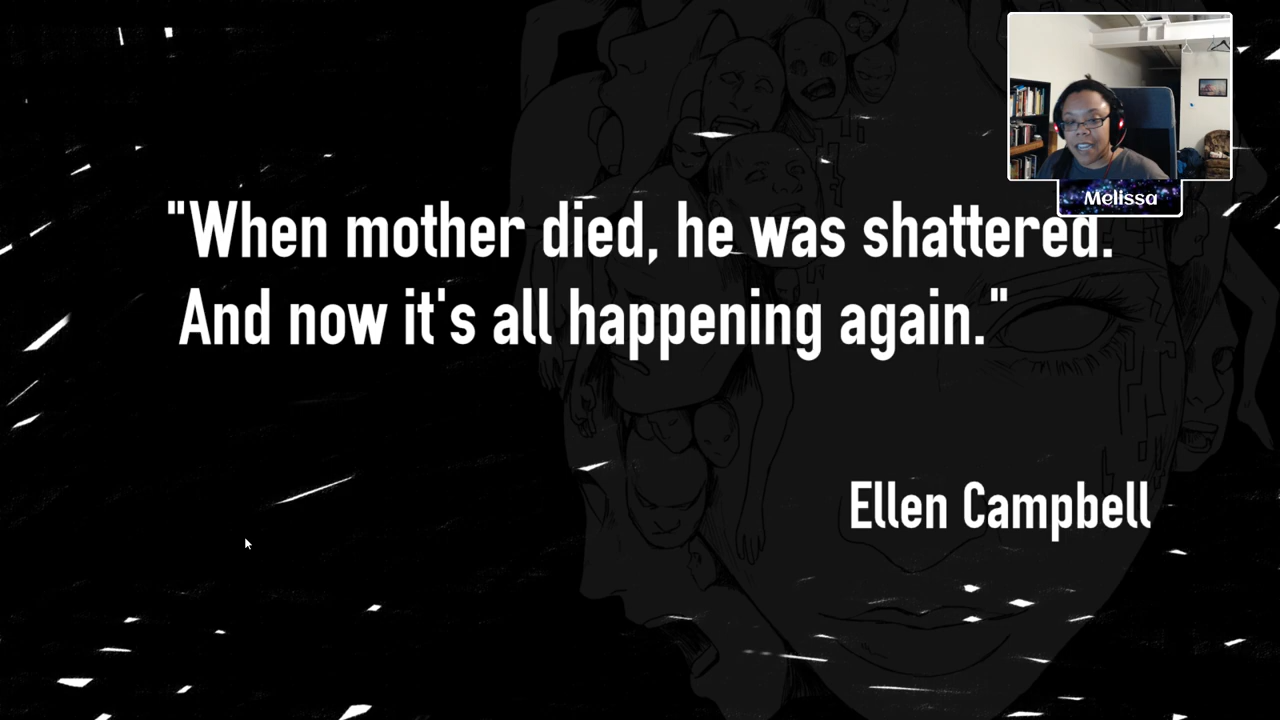 Melissa
"When mother died, he was shattered.
And now it's all happening again."
Ellen Campbell